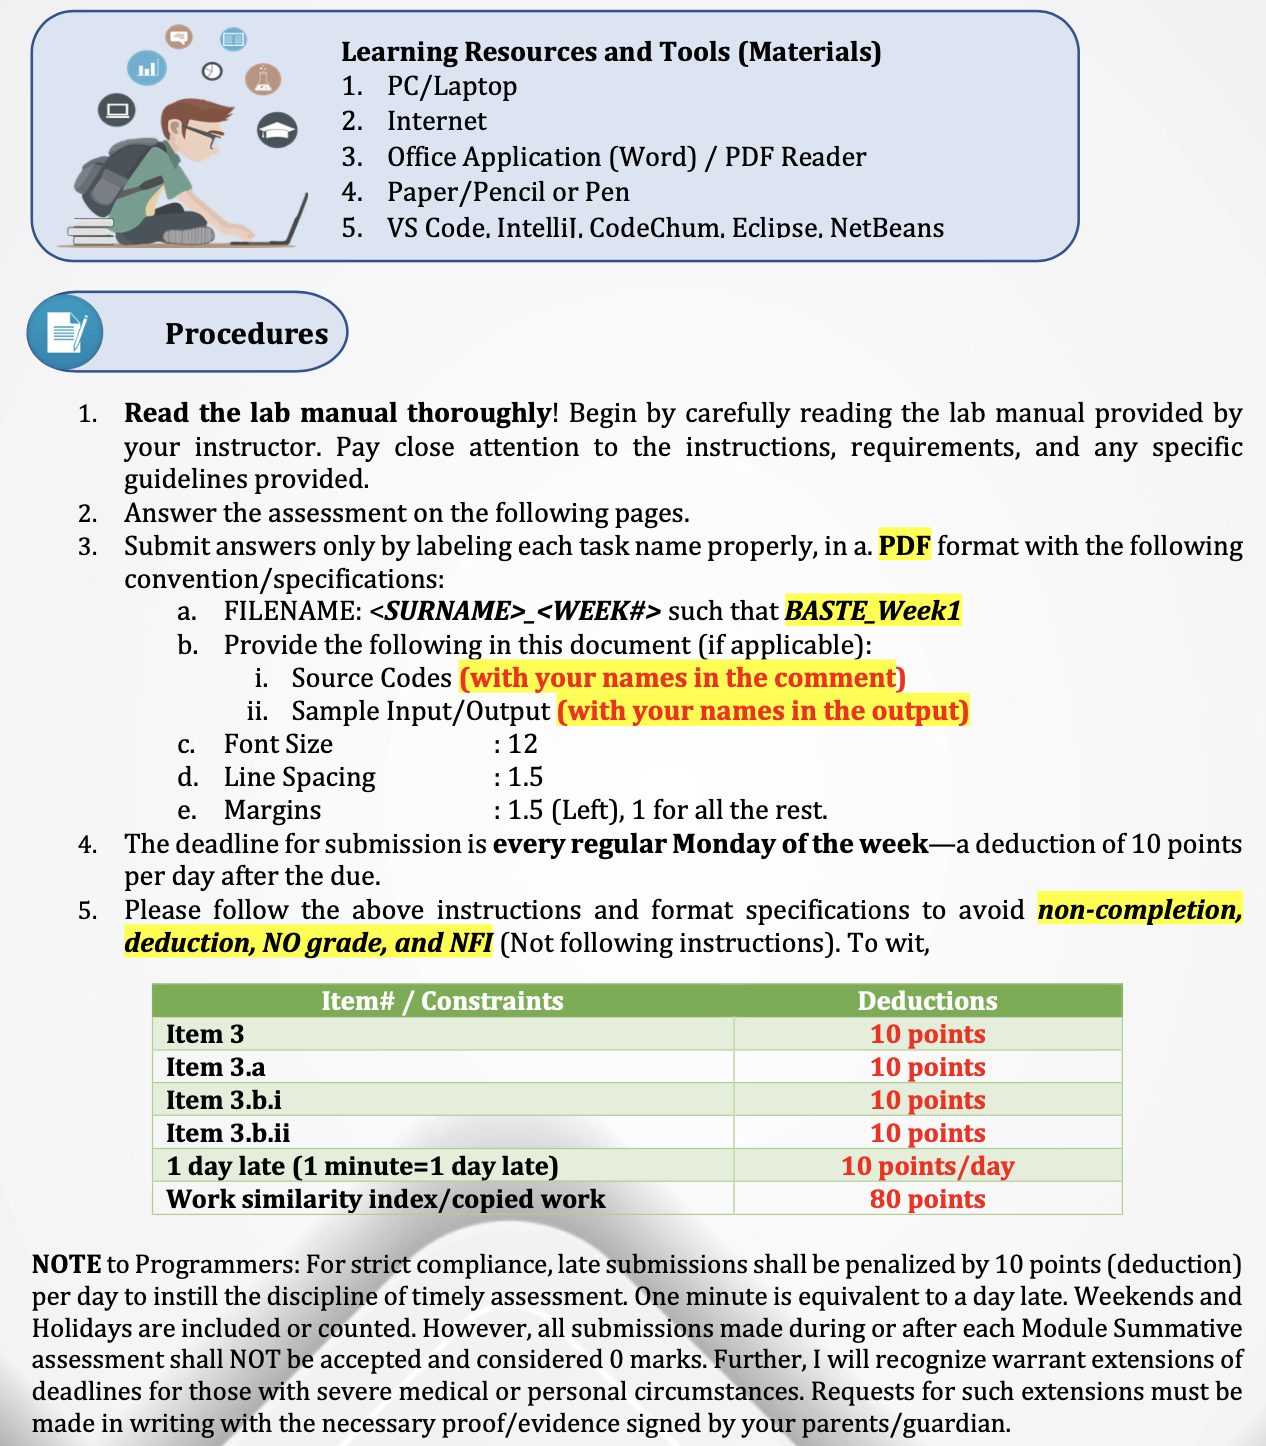 Learning Resources and Tools (Materials)
1. PC/Laptop
2. Internet
3. Office Application (Word) / PDF Reader
4. Paper/Pencil or Pen
5. VS Code, IntelliJ, CodeChum, Eclipse, NetBeans
Procedures
1. Read the lab manual thoroughly! Begin by carefully reading the lab manual provided by
your instructor. Pay close attention to the instructions, requirements, and any specific
guidelines provided.
2. Answer the assessment on the following pages.
3. Submit answers only by labeling each task name properly, in a. PDF format with the following
convention/specifications:
a. FILENAME: <SURNAME>_<WEEK#> such that BASTE_Week1
b. Provide the following in this document (if applicable):
i. Source Codes (with your names in the comment)
ii. Sample Input/Output (with your names in the output)
c. Font Size : 12
d. Line Spacing : 1.5
e. Margins : 1.5 (Left), 1 for all the rest.
4. The deadline for submission is every regular Monday of the week—a deduction of 10 points
per day after the due.
5. Please follow the above instructions and format specifications to avoid non-completion,
deduction, NO grade, and NFI (Not following instructions). To wit,
Item# / Constraints Deductions
Item 3 10 points
Item 3.a 10 points
Item 3.b.i 10 points
Item 3.b.ii 10 points
1 day late (1 minute=1 day late) 10 points/day
Work similarity index/copied work 80 points
NOTE to Programmers: For strict compliance, late submissions shall be penalized by 10 points (deduction)
per day to instill the discipline of timely assessment. One minute is equivalent to a day late. Weekends and
Holidays are included or counted. However, all submissions made during or after each Module Summative
assessment shall NOT be accepted and considered 0 marks. Further, I will recognize warrant extensions of
deadlines for those with severe medical or personal circumstances. Requests for such extensions must be
made in writing with the necessary proof/evidence signed by your parents/guardian.